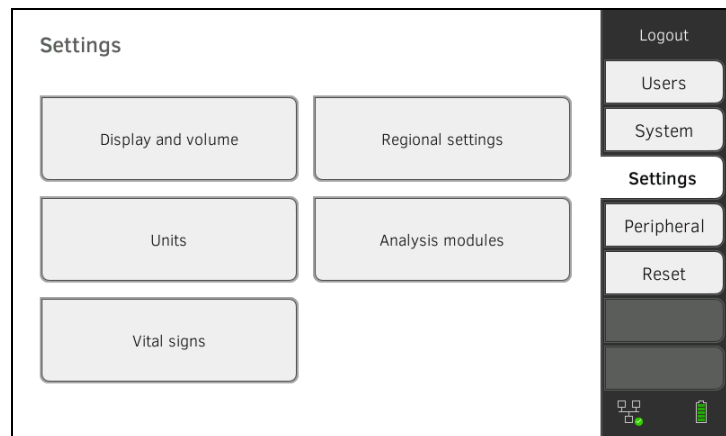 Settings
Display and volume
Regional settings
Units
Analysis modules
Vital signs
Logout
Users
System
Settings
Peripheral
Reset